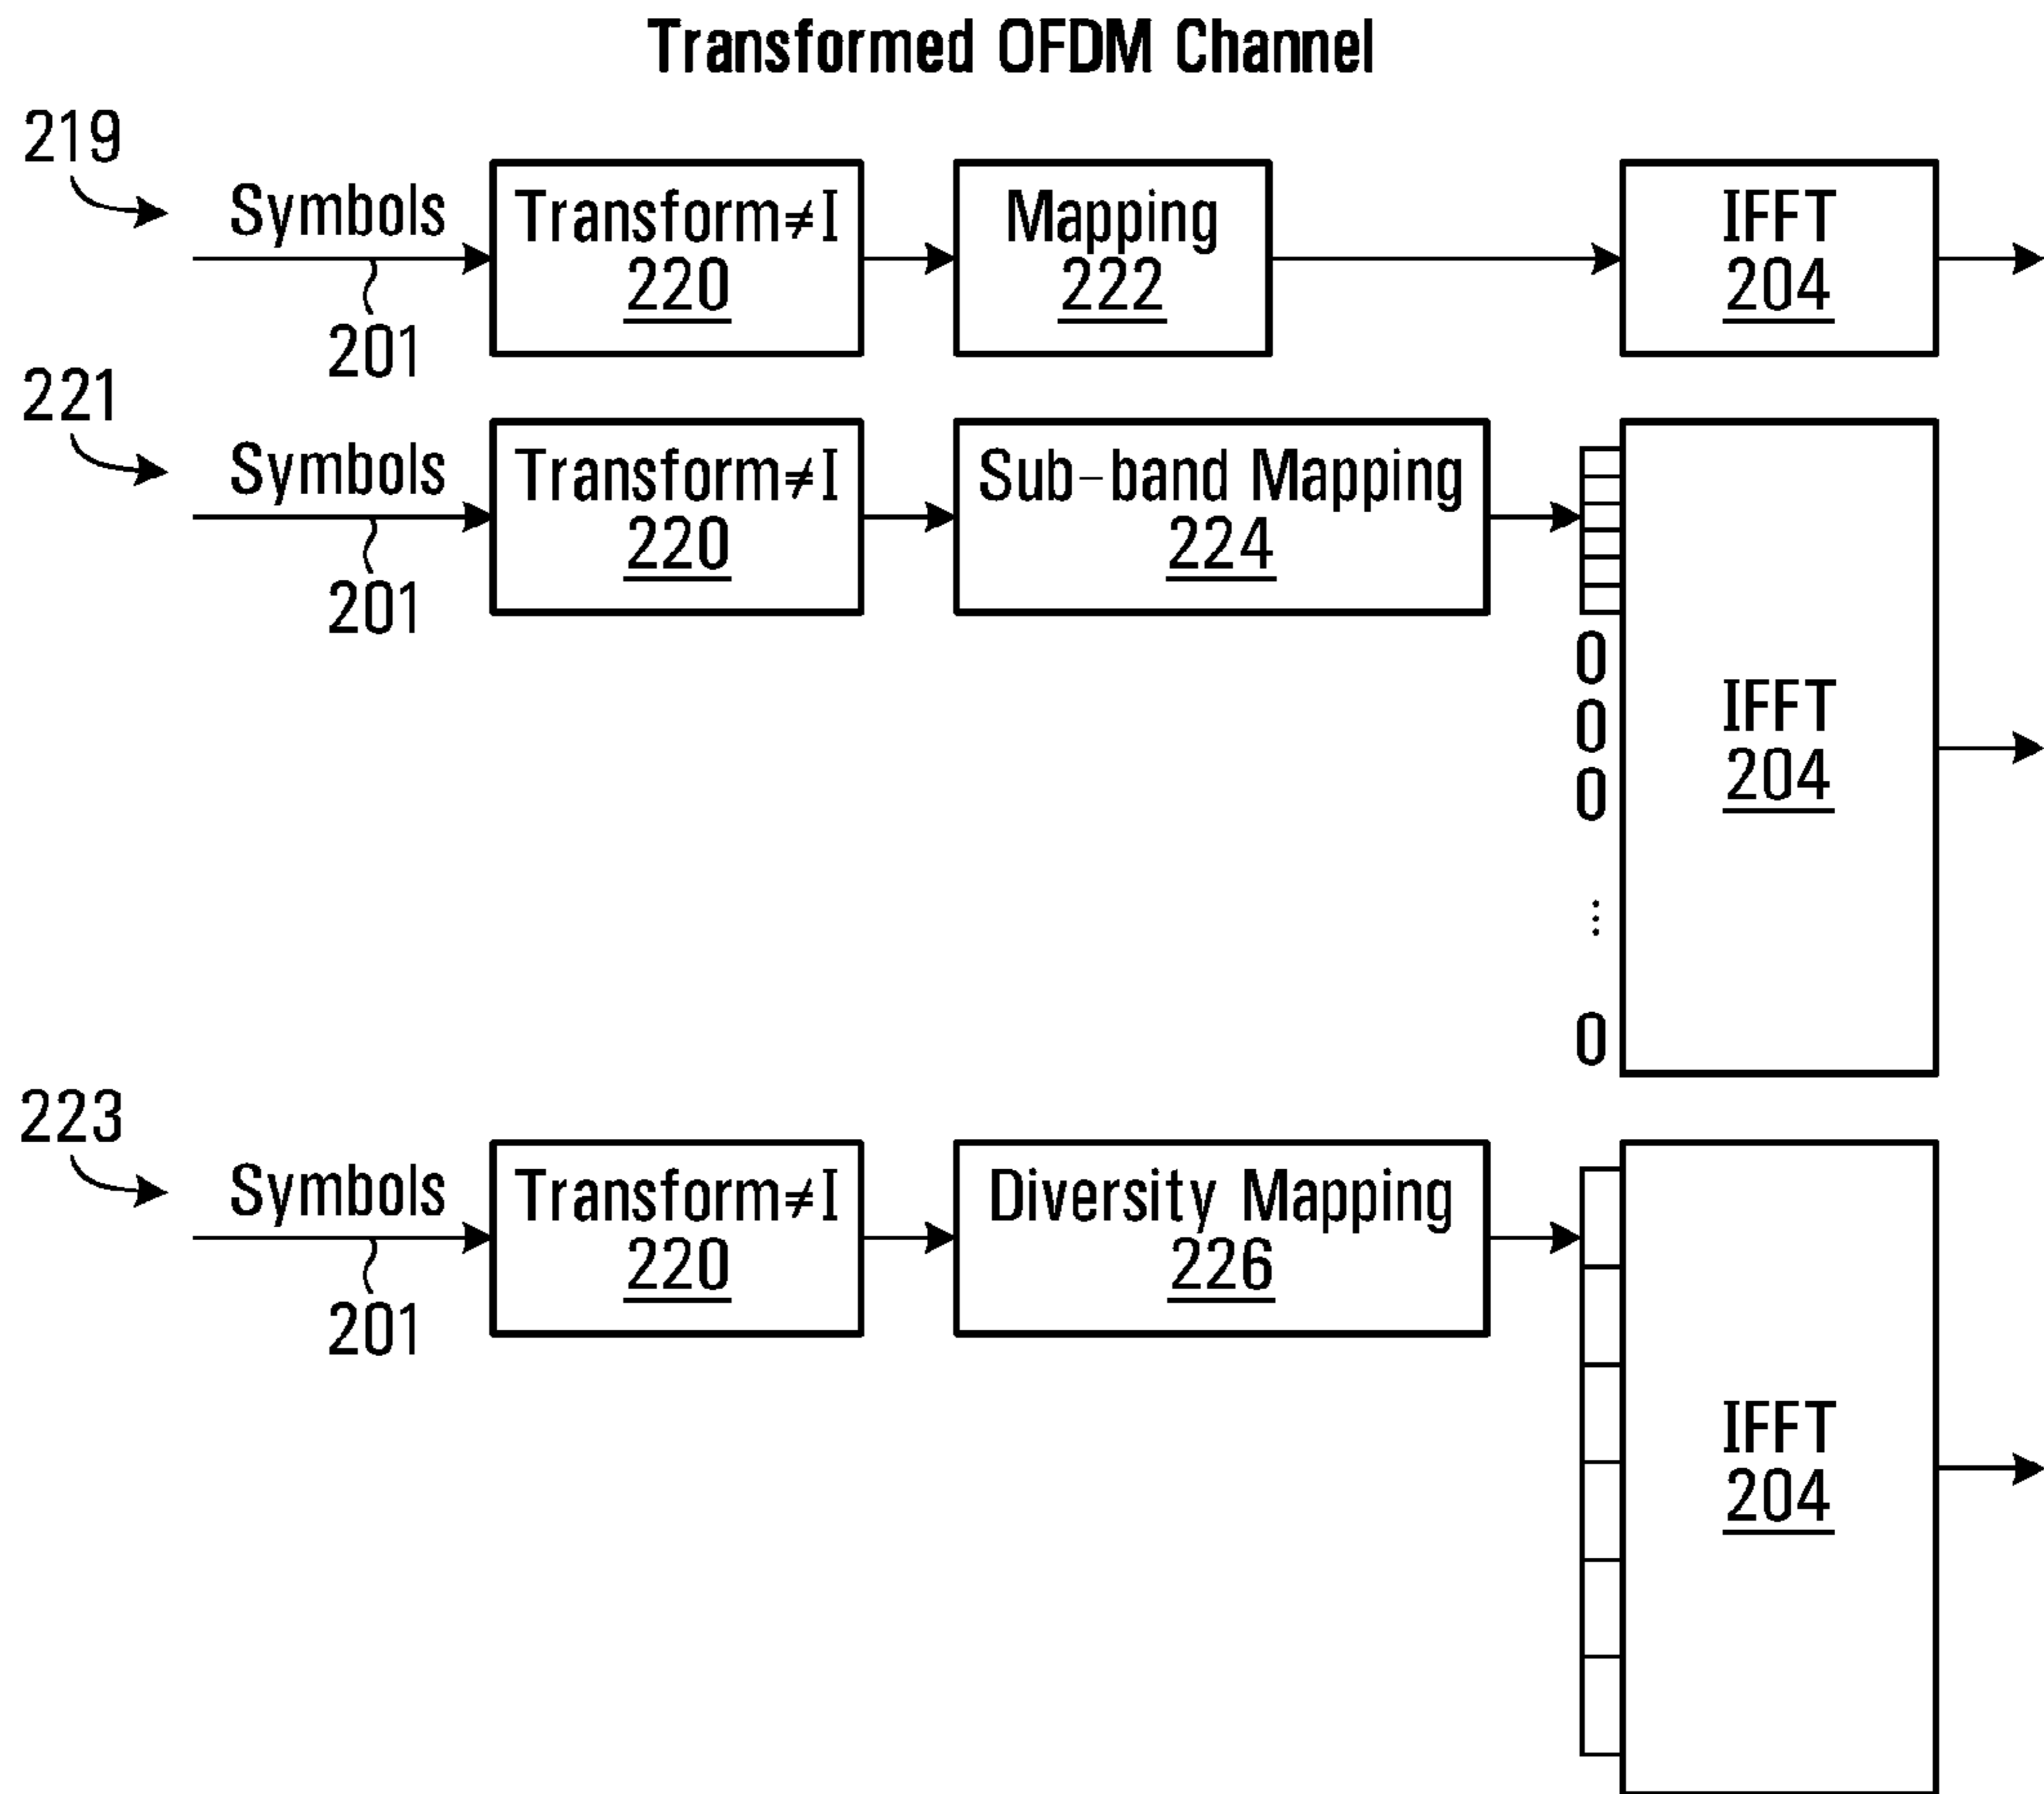 Transformed OFDM Channel
219
Symbols
201
Transform≠I
220
Mapping
222
IFFT
204
221
Symbols
201
Transform≠I
220
Sub-band Mapping
224
0
0
0
⋮
0
IFFT
204
223
Symbols
201
Transform≠I
220
Diversity Mapping
226
IFFT
204